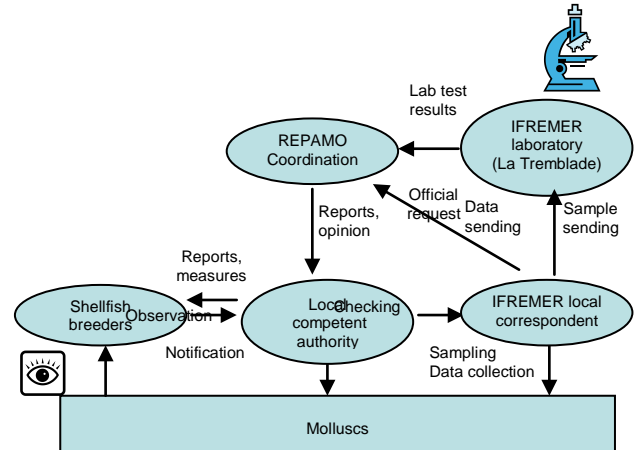 Lab test
results
IFREMER
laboratory
(La Tremblade)
REPAMO
Coordination
Official
request
Data
sending
Sample
sending
Reports,
opinion
Reports,
measures
Shellfish
breeders
Observation
Notification
Local
competent
authority
Checking
IFREMER local
correspondent
Sampling
Data collection
Molluscs